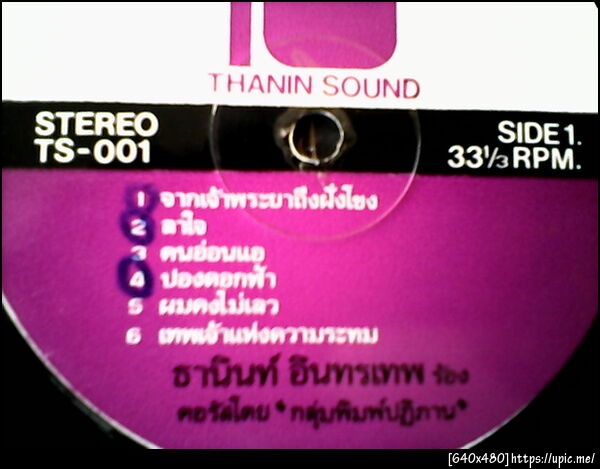 THANIN SOUND
STEREO
TS-001
SIDE 1.
33⅓ RPM.
1 จากเจ้าพระยาถึงฝั่งโขง
2 ลาใจ
3 คนอ่อนแอ
4 ปองดอกฟ้า
5 ผมคงไม่เลว
6 เทพเจ้าแห่งความระทม
ธานินทร์ อินทรเทพ ร้อง
คอรัสโดย "กลุ่มพิมพ์ปฏิภาณ"
[640x480]https://upic.me/